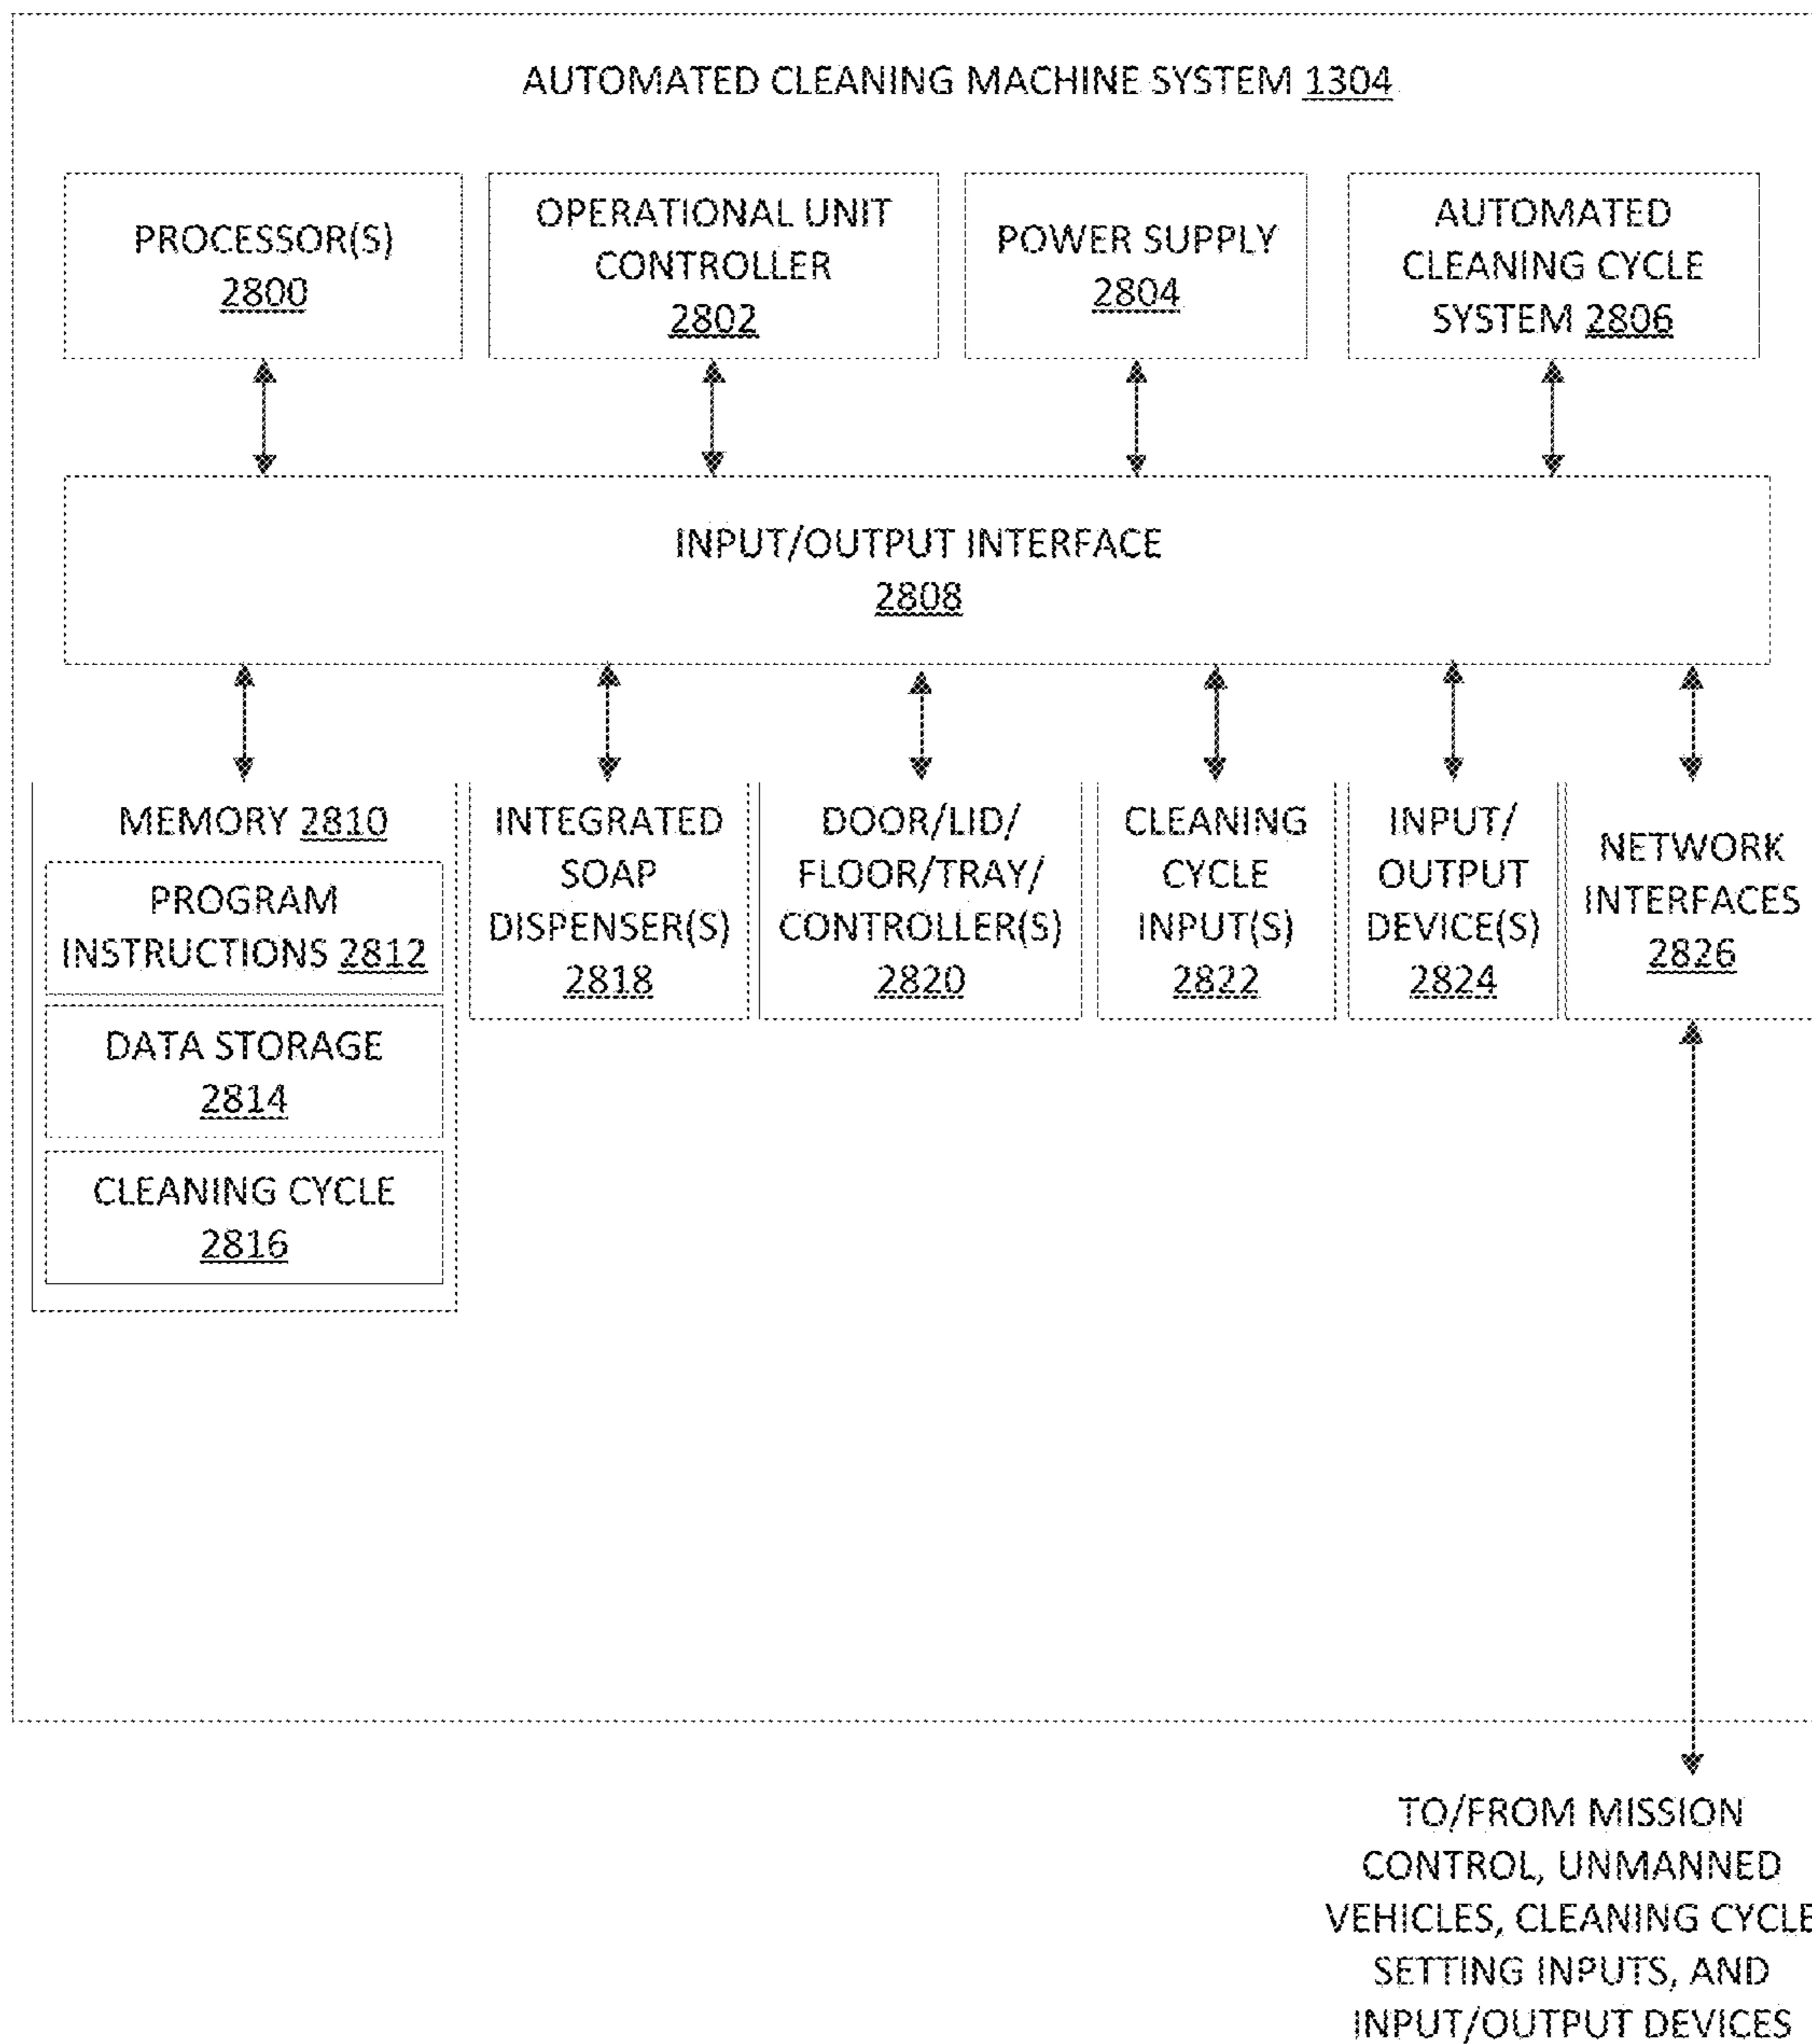 AUTOMATED CLEANING MACHINE SYSTEM 1304
PROCESSOR(S)
2800
OPERATIONAL UNIT
CONTROLLER
2802
POWER SUPPLY
2804
AUTOMATED
CLEANING CYCLE
SYSTEM 2806
INPUT/OUTPUT INTERFACE
2808
MEMORY 2810
PROGRAM
INSTRUCTIONS 2812
DATA STORAGE
2814
CLEANING CYCLE
2816
INTEGRATED
SOAP
DISPENSER(S)
2818
DOOR/LID/
FLOOR/TRAY/
CONTROLLER(S)
2820
CLEANING
CYCLE
INPUT(S)
2822
INPUT/
OUTPUT
DEVICE(S)
2824
NETWORK
INTERFACES
2826
TO/FROM MISSION
CONTROL, UNMANNED
VEHICLES, CLEANING CYCLE
SETTING INPUTS, AND
INPUT/OUTPUT DEVICES